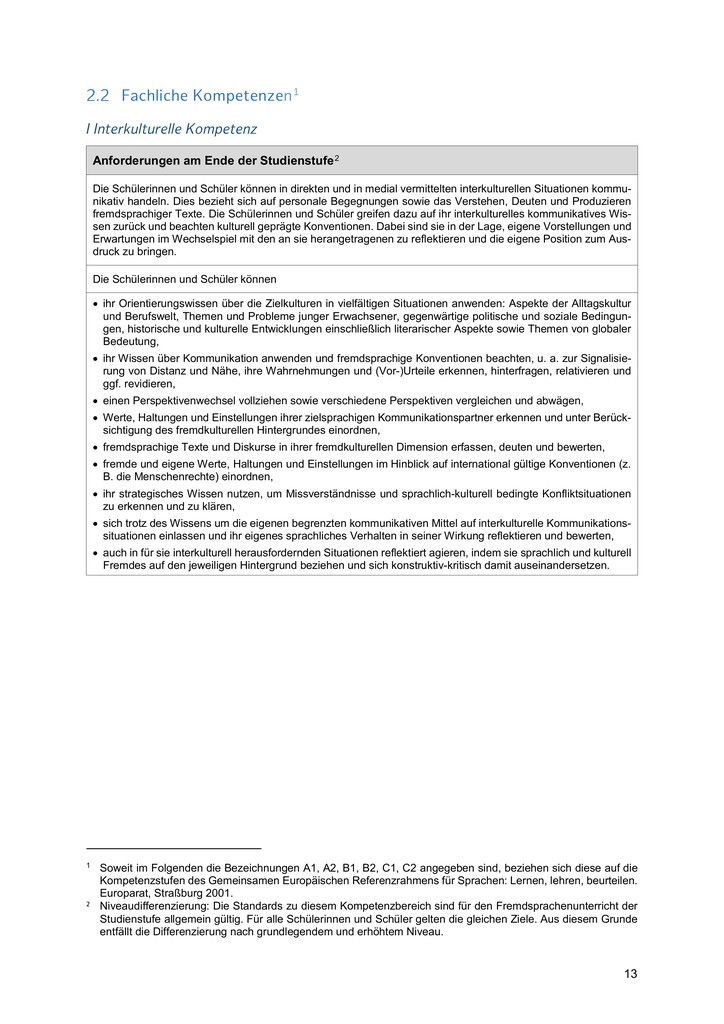 2.2 Fachliche Kompetenzen¹
I Interkulturelle Kompetenz
Anforderungen am Ende der Studienstufe²
Die Schülerinnen und Schüler können in direkten und in medial vermittelten interkulturellen Situationen kommu-
nikativ handeln. Dies bezieht sich auf personale Begegnungen sowie das Verstehen, Deuten und Produzieren
fremdsprachiger Texte. Die Schülerinnen und Schüler greifen dazu auf ihr interkulturelles kommunikatives Wis-
sen zurück und beachten kulturell geprägte Konventionen. Dabei sind sie in der Lage, eigene Vorstellungen und
Erwartungen im Wechselspiel mit den an sie herangetragenen zu reflektieren und die eigene Position zum Aus-
druck zu bringen.
Die Schülerinnen und Schüler können
• ihr Orientierungswissen über die Zielkulturen in vielfältigen Situationen anwenden: Aspekte der Alltagskultur
und Berufswelt, Themen und Probleme junger Erwachsener, gegenwärtige politische und soziale Bedingun-
gen, historische und kulturelle Entwicklungen einschließlich literarischer Aspekte sowie Themen von globaler
Bedeutung,
• ihr Wissen über Kommunikation anwenden und fremdsprachige Konventionen beachten, u. a. zur Signalisie-
rung von Distanz und Nähe, ihre Wahrnehmungen und (Vor-)Urteile erkennen, hinterfragen, relativieren und
ggf. revidieren,
• einen Perspektivenwechsel vollziehen sowie verschiedene Perspektiven vergleichen und abwägen,
• Werte, Haltungen und Einstellungen ihrer zielsprachigen Kommunikationspartner erkennen und unter Berück-
sichtigung des fremdkulturellen Hintergrundes einordnen,
• fremdsprachige Texte und Diskurse in ihrer fremdkulturellen Dimension erfassen, deuten und bewerten,
• fremde und eigene Werte, Haltungen und Einstellungen im Hinblick auf international gültige Konventionen (z.
B. die Menschenrechte) einordnen,
• ihr strategisches Wissen nutzen, um Missverständnisse und sprachlich-kulturell bedingte Konfliktsituationen
zu erkennen und zu klären,
• sich trotz des Wissens um die eigenen begrenzten kommunikativen Mittel auf interkulturelle Kommunikations-
situationen einlassen und ihr eigenes sprachliches Verhalten in seiner Wirkung reflektieren und bewerten,
• auch in für sie interkulturell herausfordernden Situationen reflektiert agieren, indem sie sprachlich und kulturell
Fremdes auf den jeweiligen Hintergrund beziehen und sich konstruktiv-kritisch damit auseinandersetzen.
¹ Soweit im Folgenden die Bezeichnungen A1, A2, B1, B2, C1, C2 angegeben sind, beziehen sich diese auf die
Kompetenzstufen des Gemeinsamen Europäischen Referenzrahmens für Sprachen: Lernen, lehren, beurteilen.
Europarat, Straßburg 2001.
² Niveaudifferenzierung: Die Standards zu diesem Kompetenzbereich sind für den Fremdsprachenunterricht der
Studienstufe allgemein gültig. Für alle Schülerinnen und Schüler gelten die gleichen Ziele. Aus diesem Grunde
entfällt die Differenzierung nach grundlegendem und erhöhtem Niveau.
13